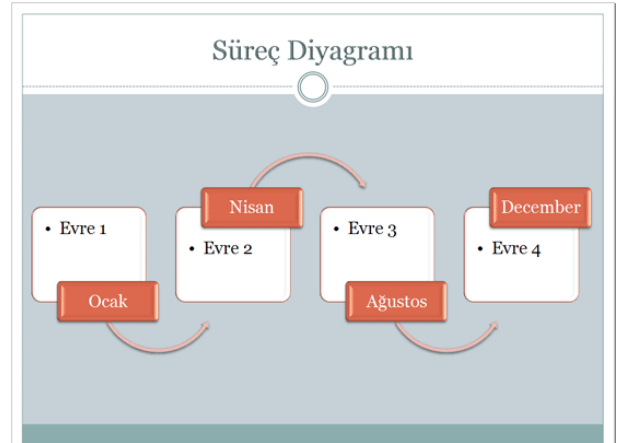 Süreç Diyagramı
• Evre 1
Ocak
Nisan
• Evre 2
• Evre 3
Ağustos
December
• Evre 4